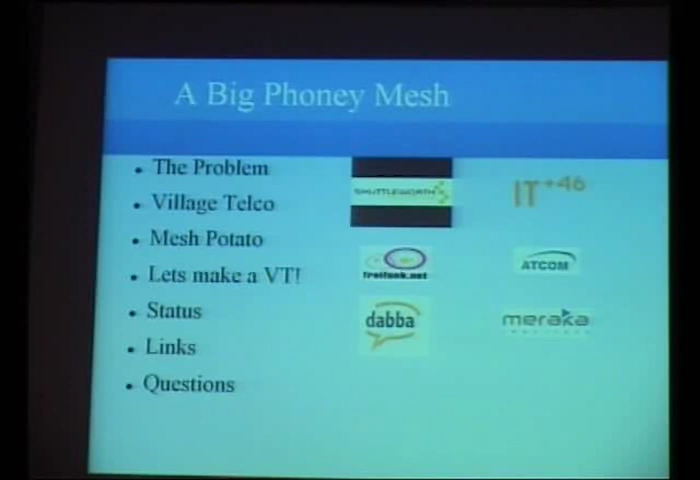 A Big Phoney Mesh
• The Problem
• Village Telco
• Mesh Potato
• Lets make a VT!
• Status
• Links
• Questions
SHUTTLEWORTH
IT +46
freifunk.net
ATCOM
dabba
meraka